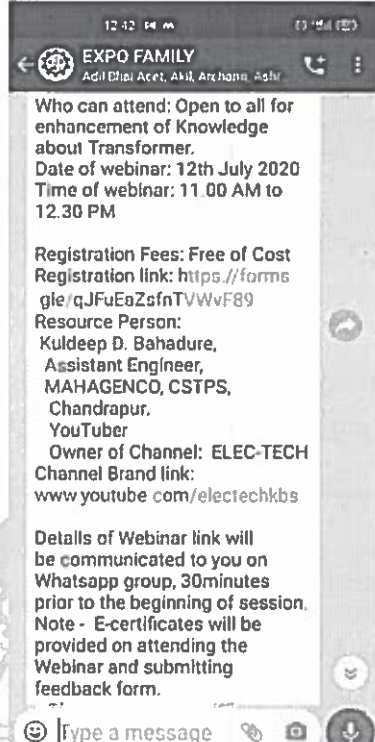 12 42
EXPO FAMILY
Adil Bhai Acet, Akil, Archana, Ashr
Who can attend: Open to all for
enhancement of Knowledge
about Transformer.
Date of webinar: 12th July 2020
Time of webinar: 11.00 AM to
12.30 PM
Registration Fees: Free of Cost
Registration link: https://forms
gle/qJFuEaZsfnTVWvF89
Resource Person:
Kuldeep D. Bahadure,
Assistant Engineer,
MAHAGENCO, CSTPS,
Chandrapur.
YouTuber
Owner of Channel: ELEC-TECH
Channel Brand link:
www youtube com/electechkbs
Details of Webinar link will
be communicated to you on
Whatsapp group, 30minutes
prior to the beginning of session.
Note - E-certificates will be
provided on attending the
Webinar and submitting
feedback form.
Type a message